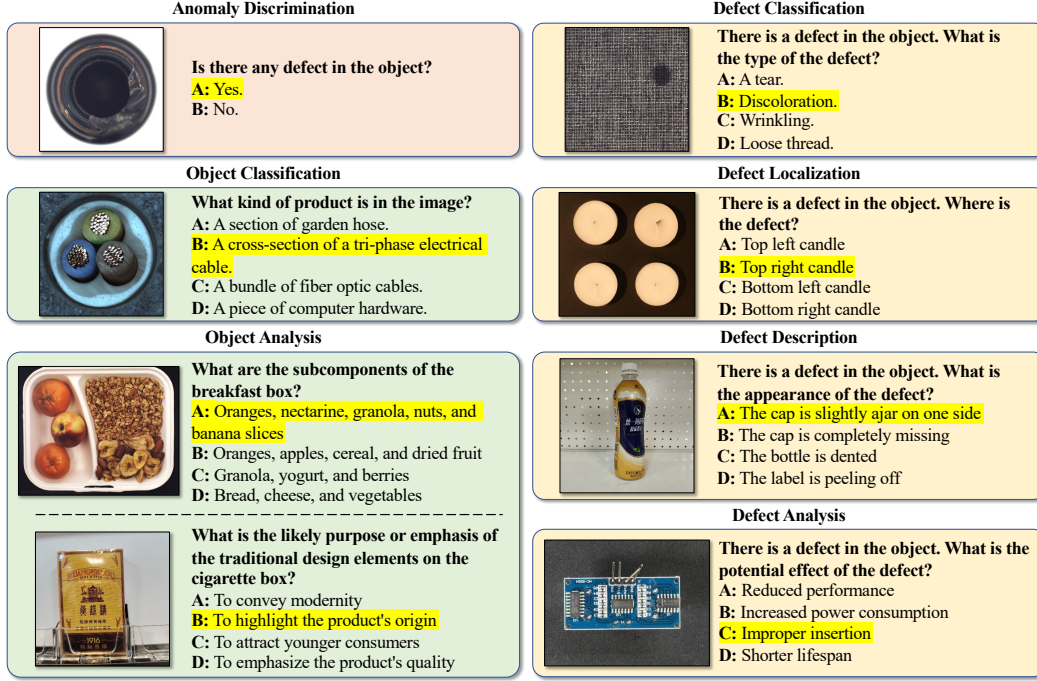 Anomaly Discrimination
Is there any defect in the object?
A: Yes.
B: No.
Object Classification
What kind of product is in the image?
A: A section of garden hose.
B: A cross-section of a tri-phase electrical
cable.
C: A bundle of fiber optic cables.
D: A piece of computer hardware.
Object Analysis
What are the subcomponents of the
breakfast box?
A: Oranges, nectarine, granola, nuts, and
banana slices
B: Oranges, apples, cereal, and dried fruit
C: Granola, yogurt, and berries
D: Bread, cheese, and vegetables
1916
What is the likely purpose or emphasis of
the traditional design elements on the
cigarette box?
A: To convey modernity
B: To highlight the product's origin
C: To attract younger consumers
D: To emphasize the product's quality
Defect Classification
There is a defect in the object. What is
the type of the defect?
A: A tear.
B: Discoloration.
C: Wrinkling.
D: Loose thread.
Defect Localization
There is a defect in the object. Where is
the defect?
A: Top left candle
B: Top right candle
C: Bottom left candle
D: Bottom right candle
Defect Description
There is a defect in the object. What is
the appearance of the defect?
A: The cap is slightly ajar on one side
B: The cap is completely missing
C: The bottle is dented
D: The label is peeling off
Defect Analysis
There is a defect in the object. What is the
potential effect of the defect?
A: Reduced performance
B: Increased power consumption
C: Improper insertion
D: Shorter lifespan